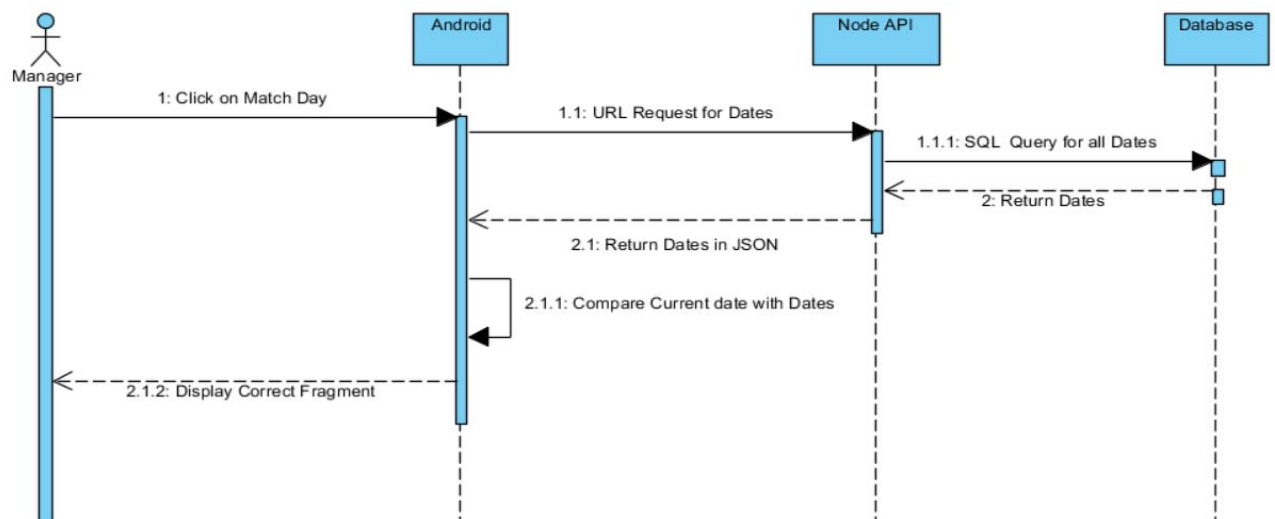 Android
Node API
Database
Manager
1: Click on Match Day
1.1: URL Request for Dates
1.1.1: SQL  Query for all Dates
2: Return Dates
2.1: Return Dates in JSON
2.1.1: Compare Current date with Dates
2.1.2: Display Correct Fragment